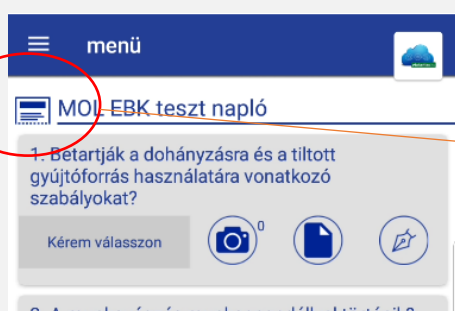 menü
MOL EBK teszt napló
1. Betartják a dohányzásra és a tiltott
gyújtóforrás használatára vonatkozó
szabályokat?
Kérem válasszon
0